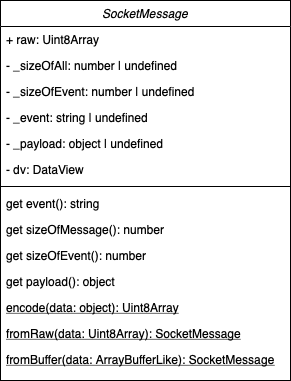 SocketMessage
+ raw: Uint8Array
- _sizeOfAll: number | undefined
- _sizeOfEvent: number | undefined
- _event: string | undefined
- _payload: object | undefined
- dv: DataView
get event(): string
get sizeOfMessage(): number
get sizeOfEvent(): number
get payload(): object
encode(data: object): Uint8Array
fromRaw(data: Uint8Array): SocketMessage
fromBuffer(data: ArrayBufferLike): SocketMessage